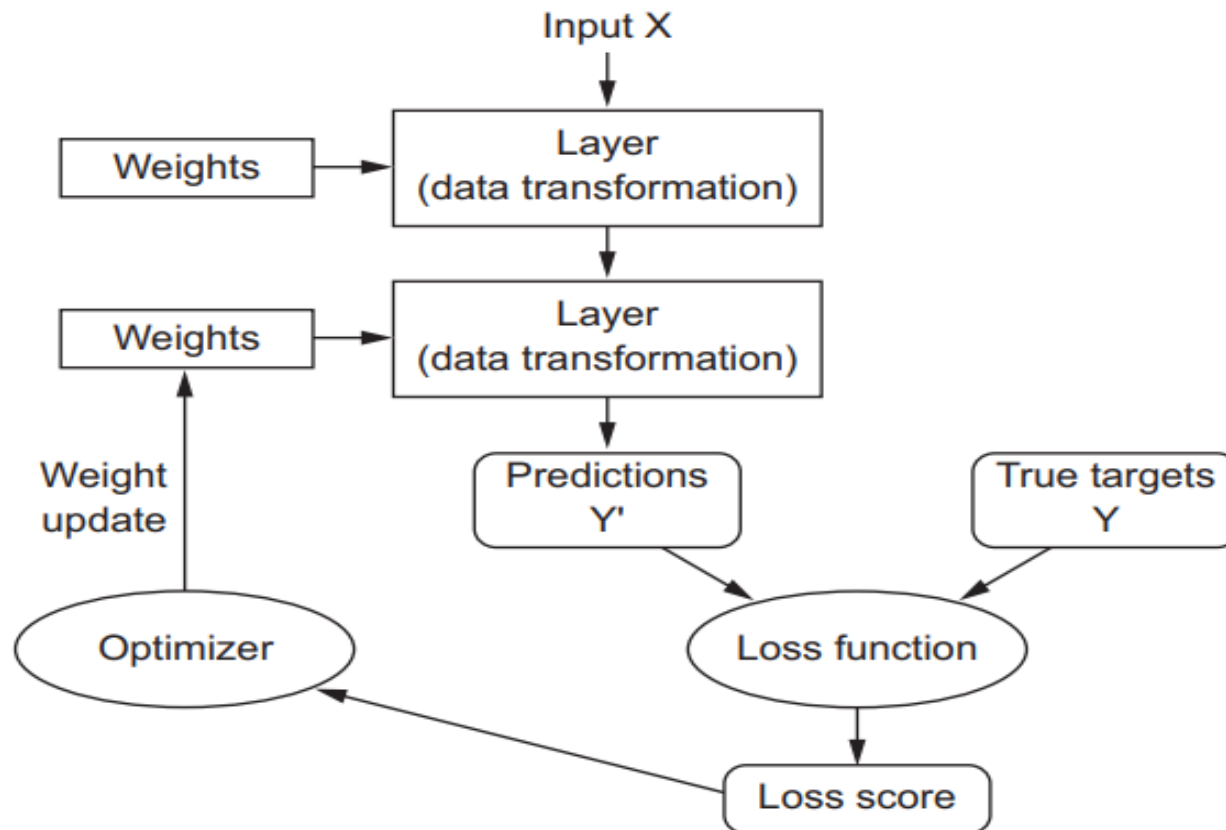 Input X
Weights
Layer
(data transformation)
Weights
Layer
(data transformation)
Weight
update
Predictions
Y'
True targets
Y
Optimizer
Loss function
Loss score